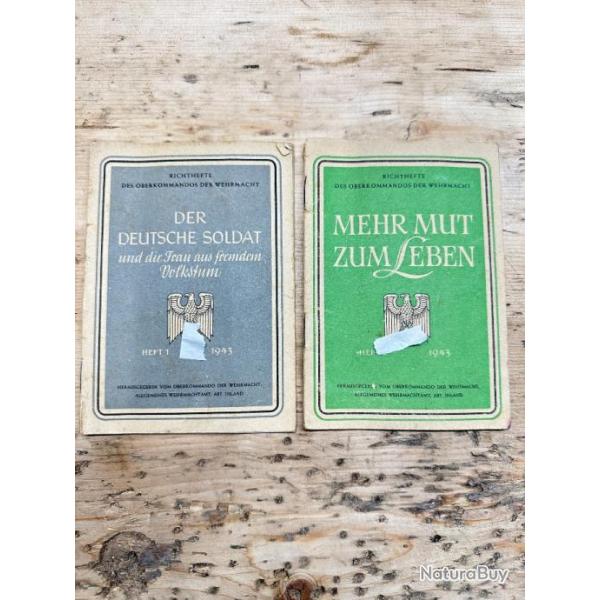 RICHTHEFTE
DES OBERKOMMANDOS DER WEHRMACHT
DER
DEUTSCHE SOLDAT
und die Frau aus fremdem
Volkstum
HEFT 1 1943
HERAUSGEGEBEN VOM OBERKOMMANDO DER WEHRMACHT,
ALLGEMEINES WEHRMACHTAMT, ABT. INLAND
RICHTHEFTE
DES OBERKOMMANDOS DER WEHRMACHT
MEHR MUT
ZUM LEBEN
1943
HERAUSGEGEBEN VOM OBERKOMMANDO DER WEHRMACHT,
ALLGEMEINES WEHRMACHTAMT, ABT. INLAND
NaturaBuy